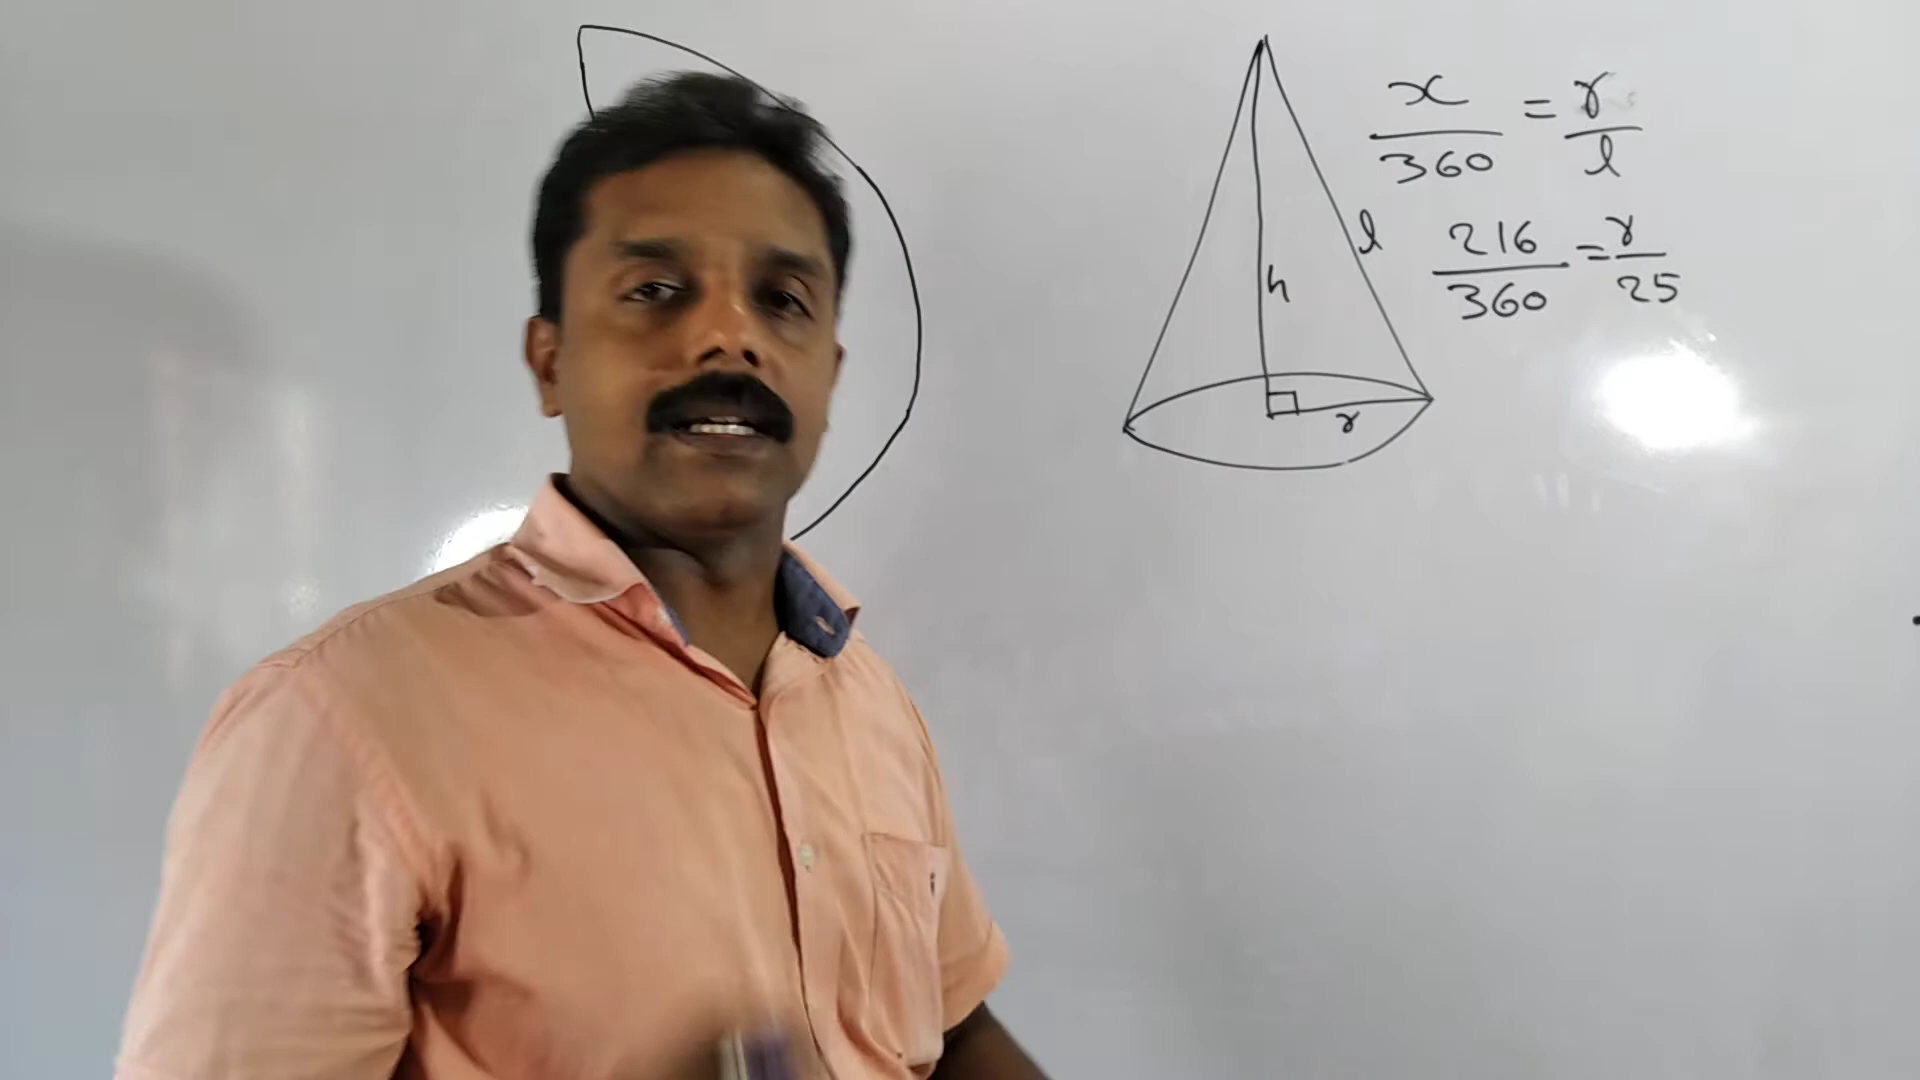 x/360 = r/l
216/360 = r/25
l
h
r